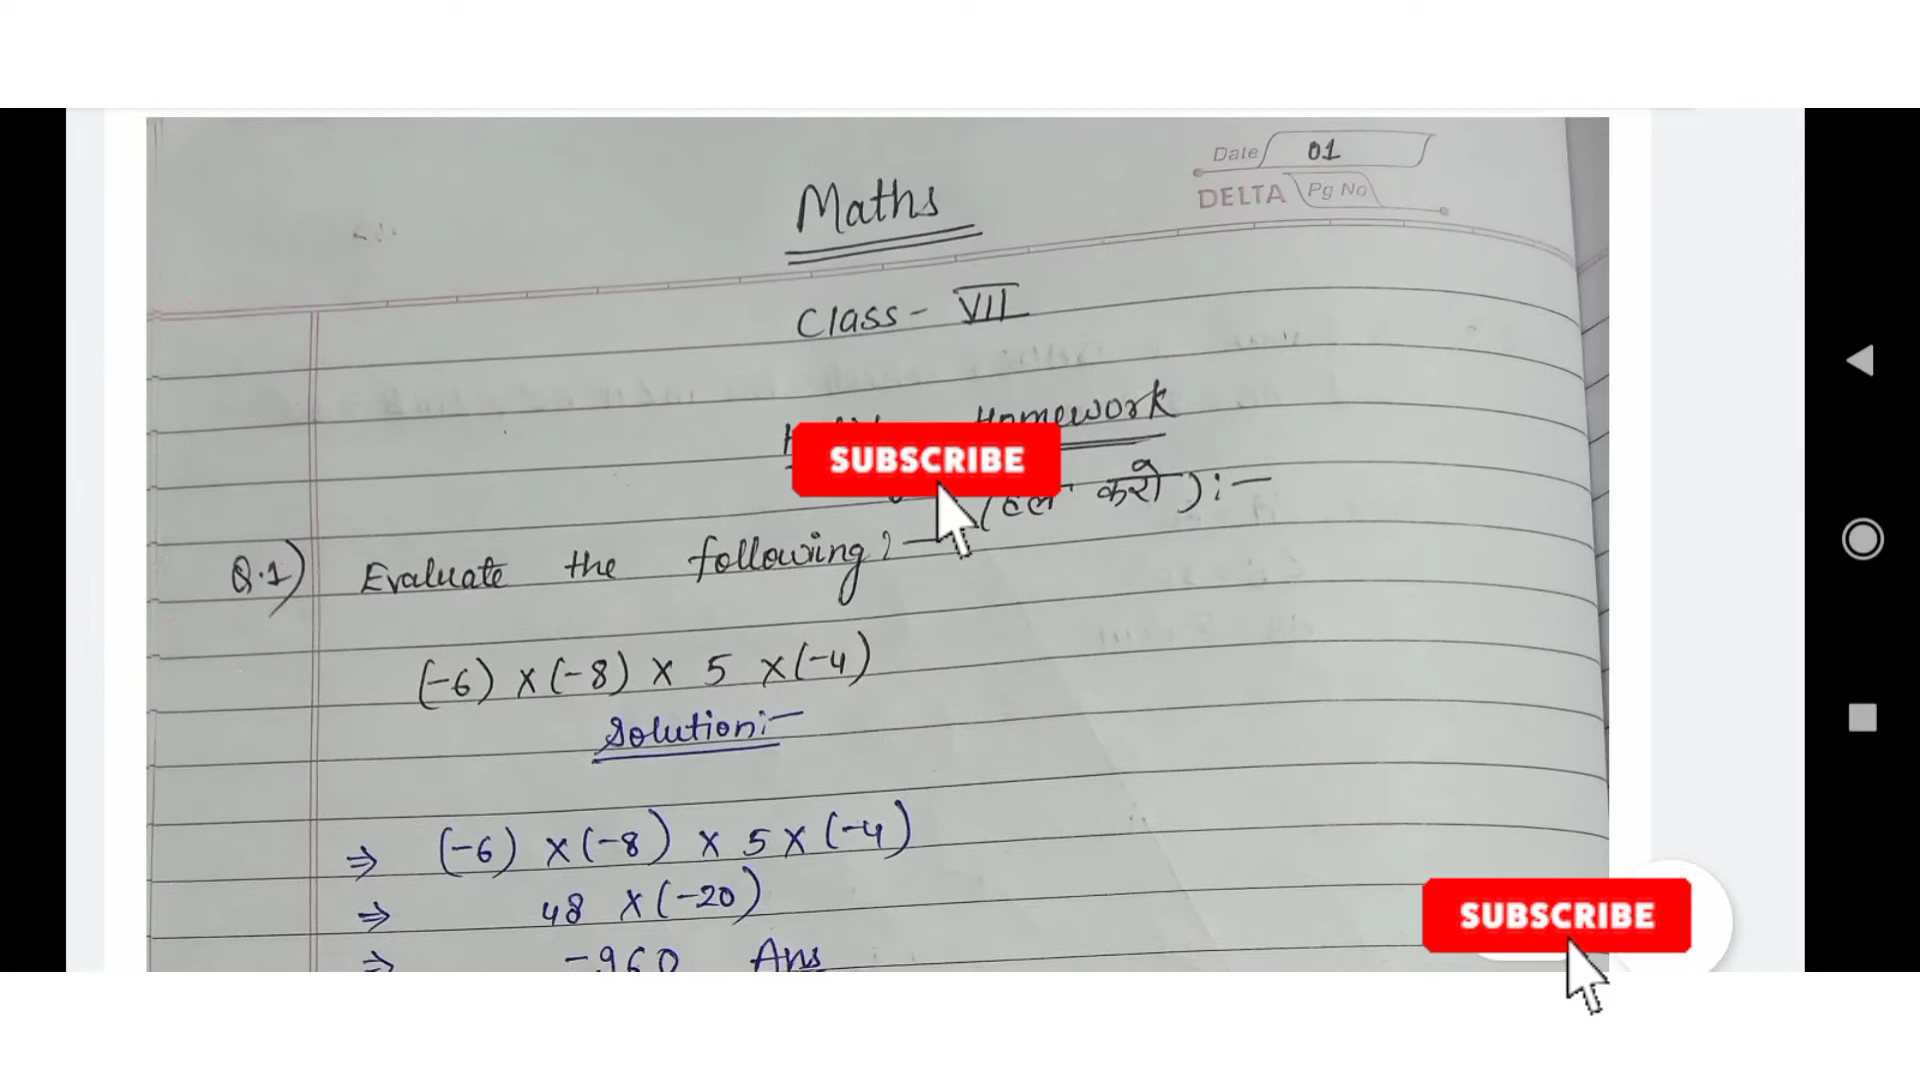 Date 01
DELTA Pg No
Maths
Class - VII
Homework
SUBSCRIBE
(हल करो) :-
Q.1) Evaluate the following :-
(-6) × (-8) × 5 × (-4)
Solution:-
⇒ (-6) × (-8) × 5 × (-4)
⇒ 48 × (-20)
SUBSCRIBE
⇒ -960 Ans